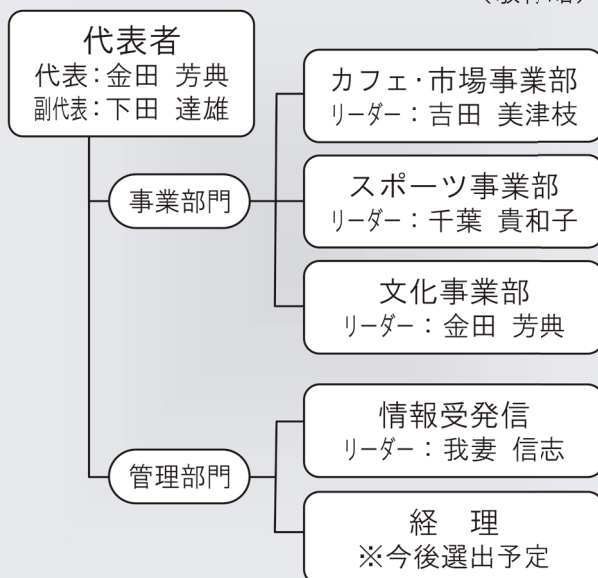 代表者
代表：金田 芳典
副代表：下田 達雄
事業部門
カフェ・市場事業部
リーダー：吉田 美津枝
スポーツ事業部
リーダー：千葉 貴和子
文化事業部
リーダー：金田 芳典
管理部門
情報受発信
リーダー：我妻 信志
経　理
※今後選出予定